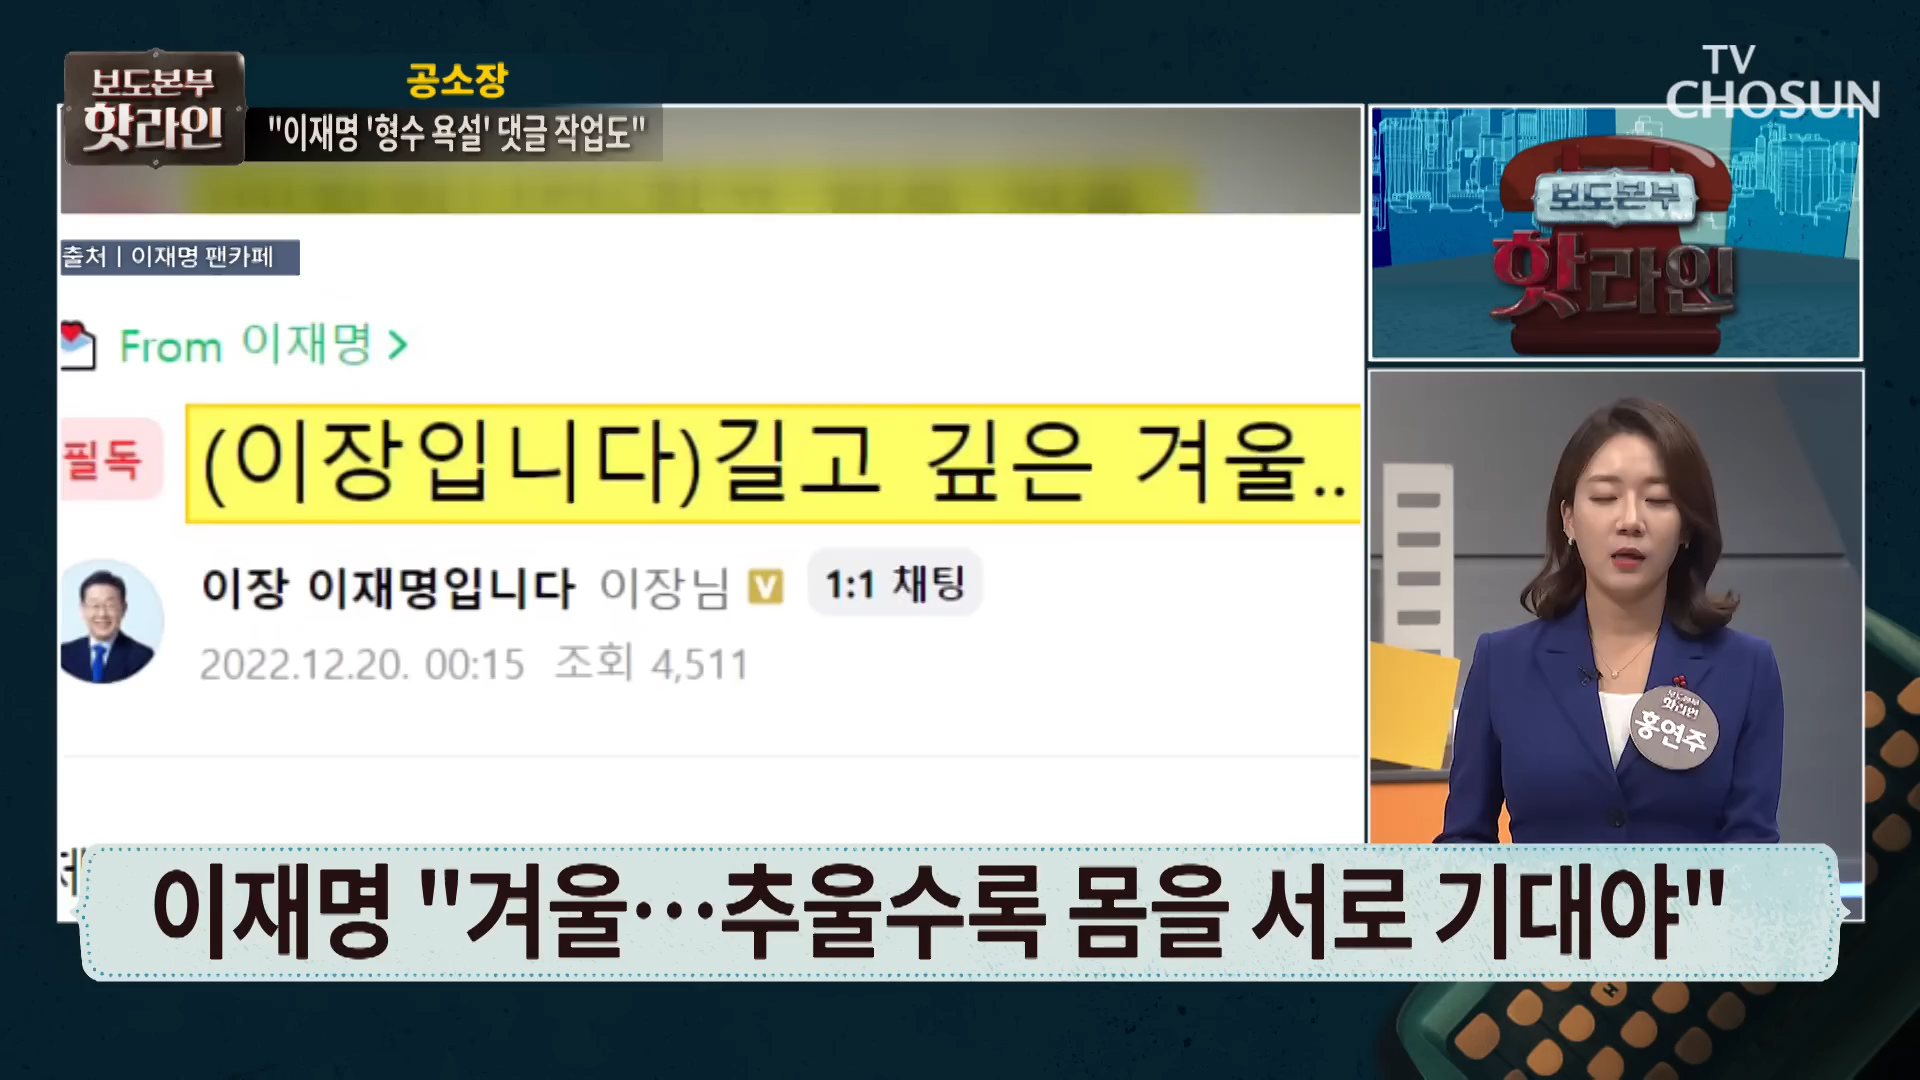 보도본부
핫라인
공소장
"이재명 '형수 욕설' 댓글 작업도"
TV
CHOSUN
출처 | 이재명 팬카페
From 이재명 >
필독
(이장입니다)길고 깊은 겨울..
이장 이재명입니다 이장님 V 1:1 채팅
2022.12.20. 00:15 조회 4,511
보도본부
핫라인
보도본부
핫라인
홍연주
이재명 "겨울…추울수록 몸을 서로 기대야"